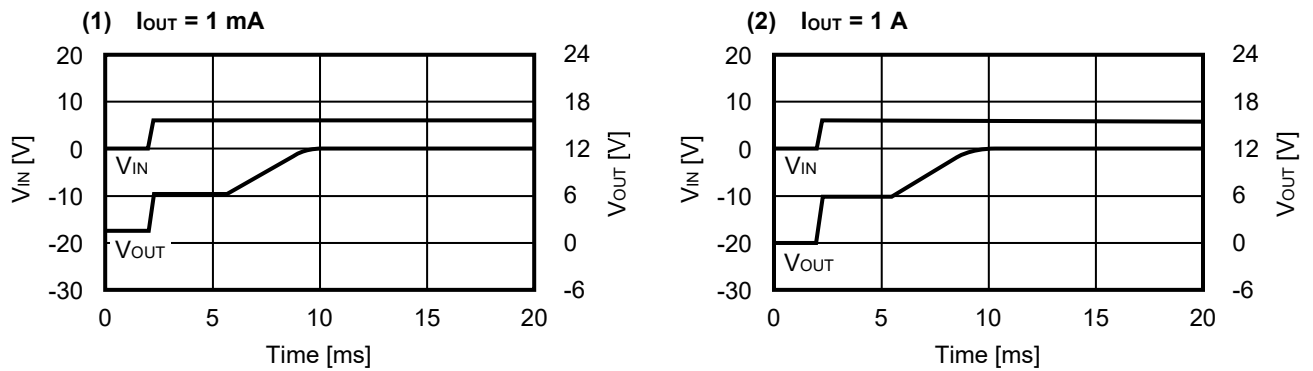 (1) IOUT = 1 mA
20
10
0
-10
-20
-30
VIN [V]
24
18
12
6
0
-6
VOUT [V]
VIN
VOUT
0 5 10 15 20
Time [ms]
(2) IOUT = 1 A
20
10
0
-10
-20
-30
VIN [V]
24
18
12
6
0
-6
VOUT [V]
VIN
VOUT
0 5 10 15 20
Time [ms]